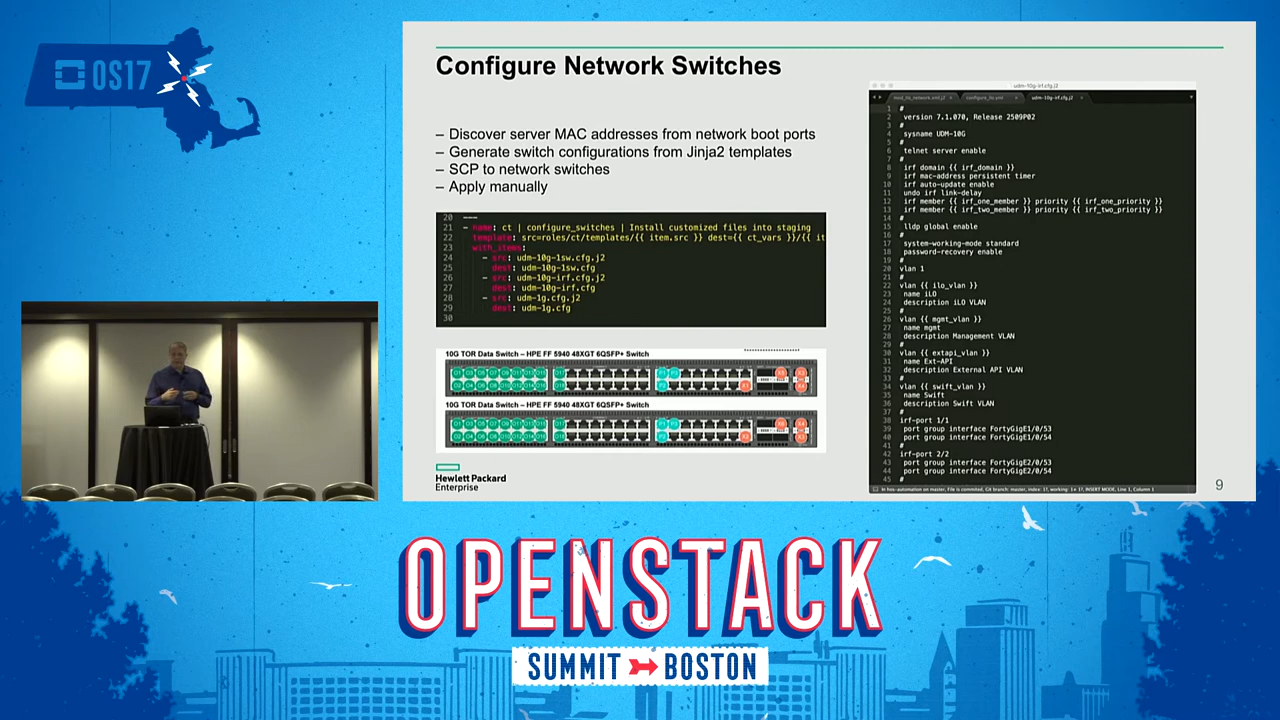 OS17
Configure Network Switches
– Discover server MAC addresses from network boot ports
– Generate switch configurations from Jinja2 templates
– SCP to network switches
– Apply manually
20 ---
21 - name: ct | configure_switches | Install customized files into staging
22 template: src=roles/ct/templates/{{ item.src }} dest={{ ct_vars }}/{{ it
23 with_items:
24 - src: udm-10g-1sw.cfg.j2
25 dest: udm-10g-1sw.cfg
26 - src: udm-10g-irf.cfg.j2
27 dest: udm-10g-irf.cfg
28 - src: udm-1g.cfg.j2
29 dest: udm-1g.cfg
30
10G TOR Data Switch – HPE FF 5940 48XGT 6QSFP+ Switch
10G TOR Data Switch – HPE FF 5940 48XGT 6QSFP+ Switch
Hewlett Packard
Enterprise
udm-10g-irf.cfg.j2
configure_ilo.yml udm-10g-irf.cfg.j2
1 #
2 version 7.1.070, Release 2509P02
3 #
4 sysname UDM-10G
5 #
6 telnet server enable
7 #
8 irf domain {{ irf_domain }}
9 irf mac-address persistent timer
10 irf auto-update enable
11 undo irf link-delay
12 irf member {{ irf_one_member }} priority {{ irf_one_priority }}
13 irf member {{ irf_two_member }} priority {{ irf_two_priority }}
14 #
15 lldp global enable
16 #
17 system-working-mode standard
18 password-recovery enable
19 #
20 vlan 1
21 #
22 vlan {{ ilo_vlan }}
23 name iLO
24 description iLO VLAN
25 #
26 vlan {{ mgmt_vlan }}
27 name mgmt
28 description Management VLAN
29 #
30 vlan {{ extapi_vlan }}
31 name Ext-API
32 description External API VLAN
33 #
34 vlan {{ swift_vlan }}
35 name Swift
36 description Swift VLAN
37 #
38 irf-port 1/1
39 port group interface FortyGigE1/0/53
40 port group interface FortyGigE1/0/54
41 #
42 irf-port 2/2
43 port group interface FortyGigE2/0/53
44 port group interface FortyGigE2/0/54
45 #
9
OPENSTACK
SUMMIT BOSTON